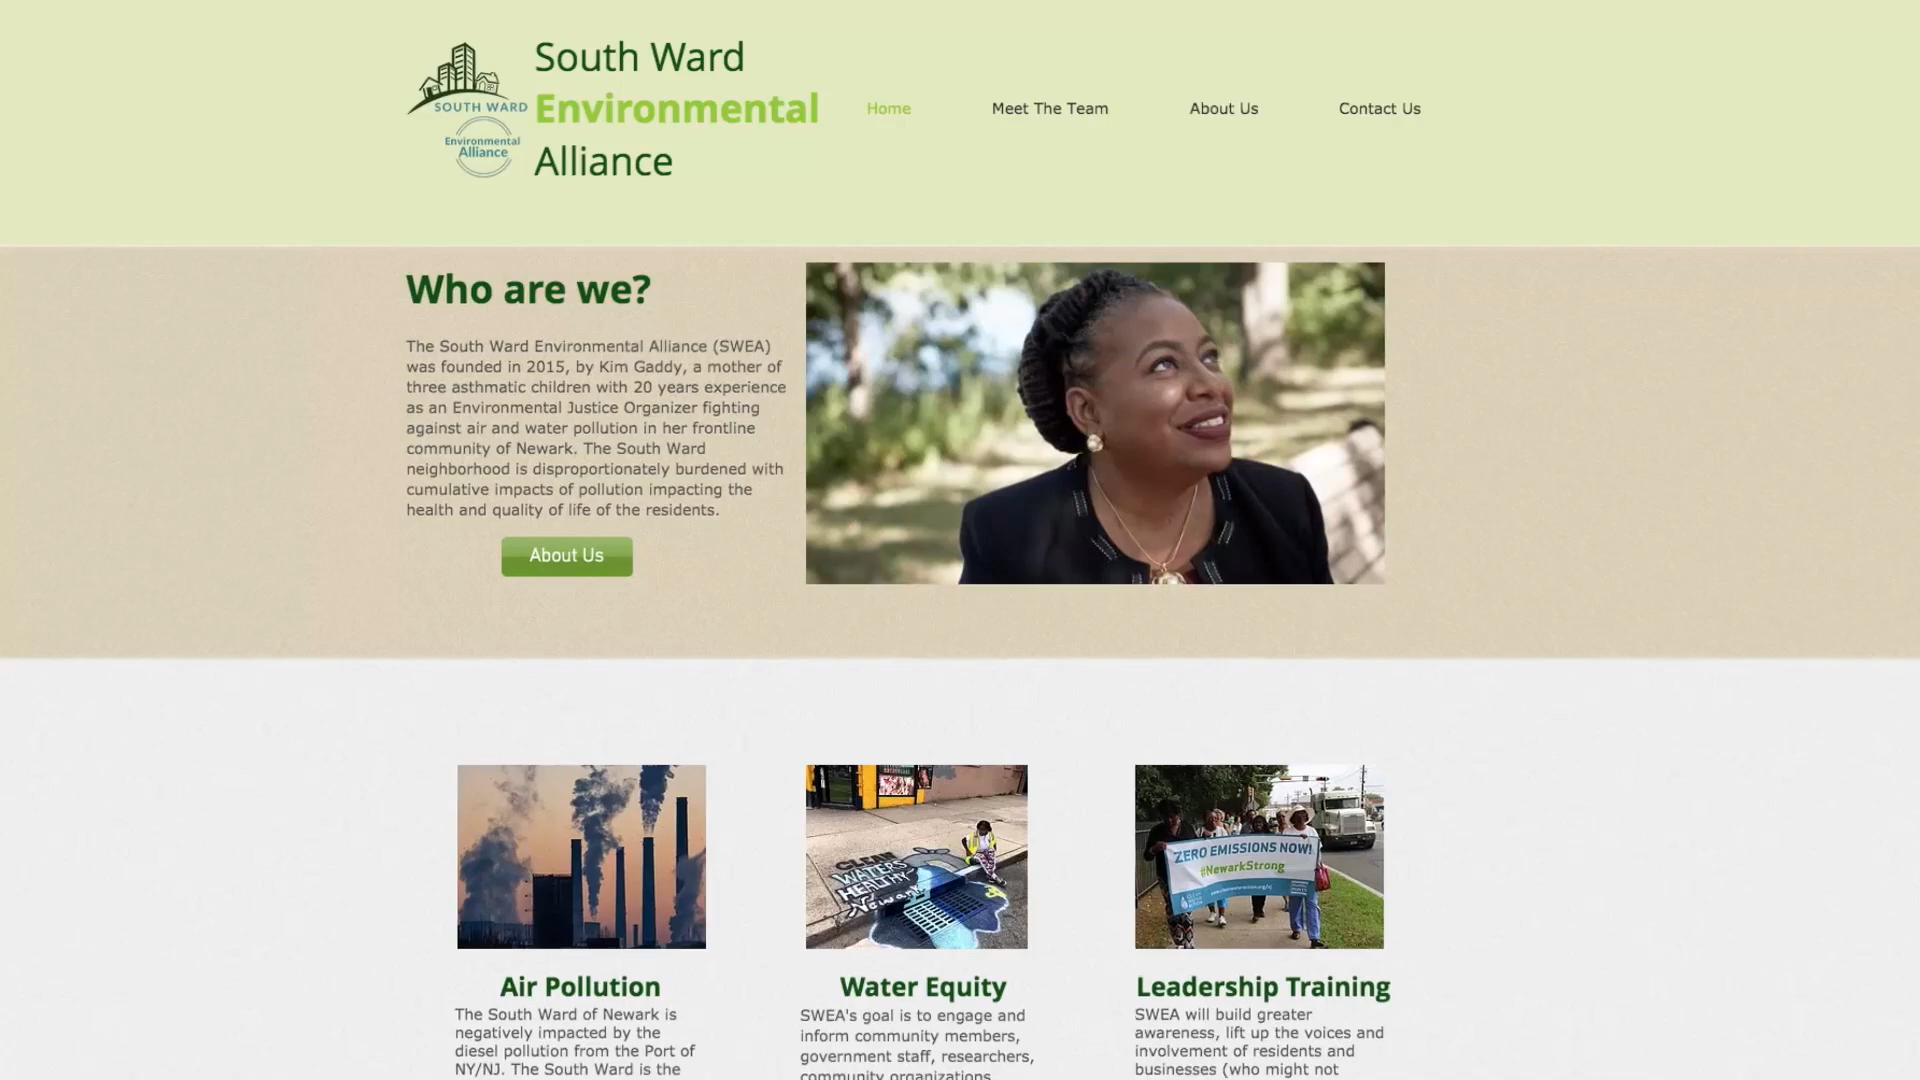 South Ward
Environmental
Alliance
SOUTH WARD
Environmental
Alliance
Home
Meet The Team
About Us
Contact Us
Who are we?
The South Ward Environmental Alliance (SWEA)
was founded in 2015, by Kim Gaddy, a mother of
three asthmatic children with 20 years experience
as an Environmental Justice Organizer fighting
against air and water pollution in her frontline
community of Newark. The South Ward
neighborhood is disproportionately burdened with
cumulative impacts of pollution impacting the
health and quality of life of the residents.
About Us
CLEAN
WATERS
HEALTHY
Newark
ZERO EMISSIONS NOW!
#NewarkStrong
Air Pollution
The South Ward of Newark is
negatively impacted by the
diesel pollution from the Port of
NY/NJ. The South Ward is the
Water Equity
SWEA's goal is to engage and
inform community members,
government staff, researchers,
community organizations
Leadership Training
SWEA will build greater
awareness, lift up the voices and
involvement of residents and
businesses (who might not